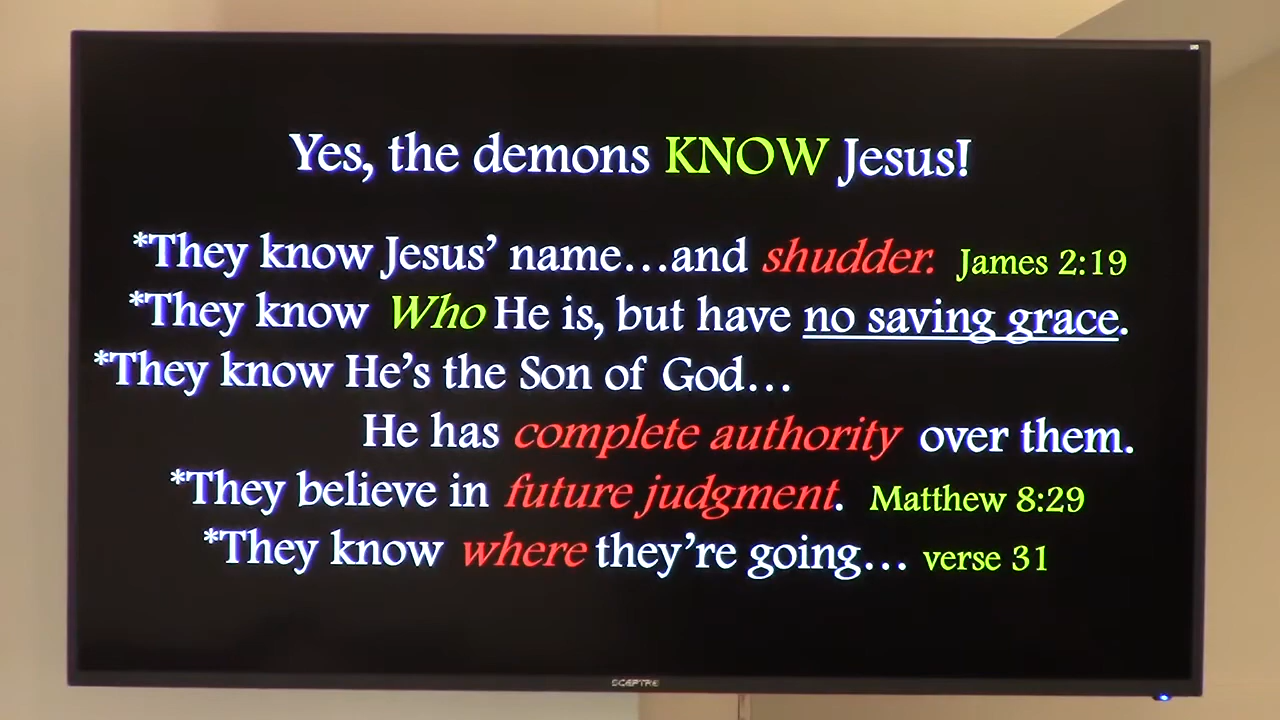 Yes, the demons KNOW Jesus!
*They know Jesus’ name…and shudder. James 2:19
*They know Who He is, but have no saving grace.
*They know He’s the Son of God…
He has complete authority over them.
*They believe in future judgment. Matthew 8:29
*They know where they’re going… verse 31
SCEPTRE